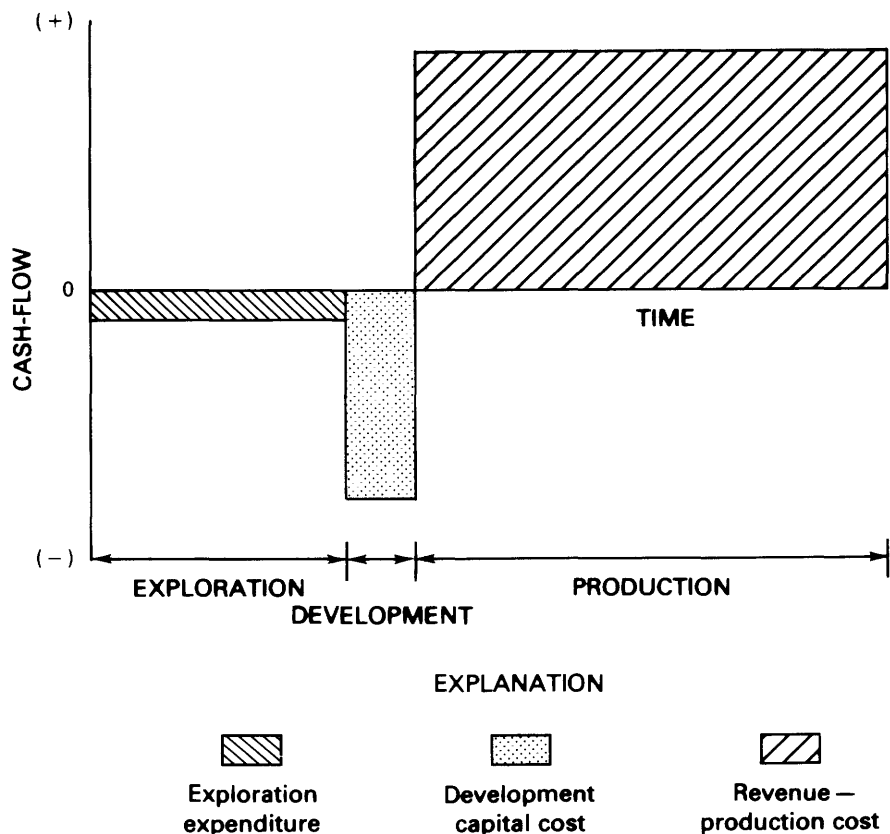 (+)
CASH-FLOW
0
TIME
(−)
EXPLORATION
DEVELOPMENT
PRODUCTION
EXPLANATION
Exploration
expenditure
Development
capital cost
Revenue —
production cost